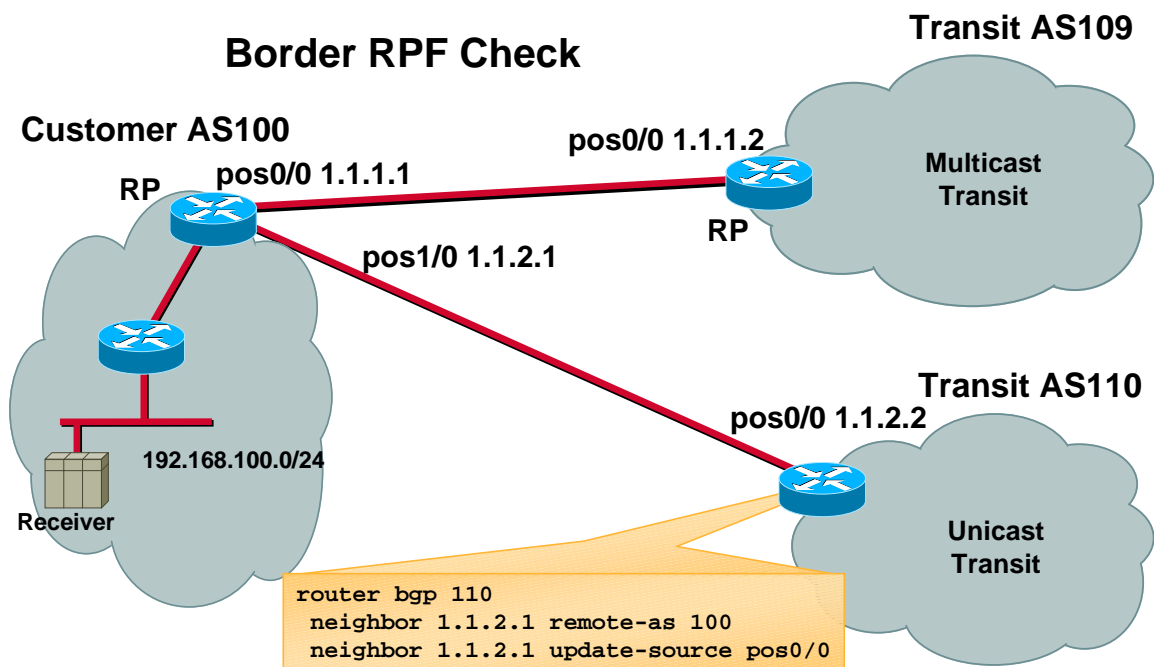 Border RPF Check
Transit AS109
Customer AS100
pos0/0 1.1.1.2
pos0/0 1.1.1.1
RP
Multicast
Transit
RP
pos1/0 1.1.2.1
Transit AS110
pos0/0 1.1.2.2
192.168.100.0/24
Receiver
Unicast
Transit
router bgp 110
neighbor 1.1.2.1 remote-as 100
neighbor 1.1.2.1 update-source pos0/0